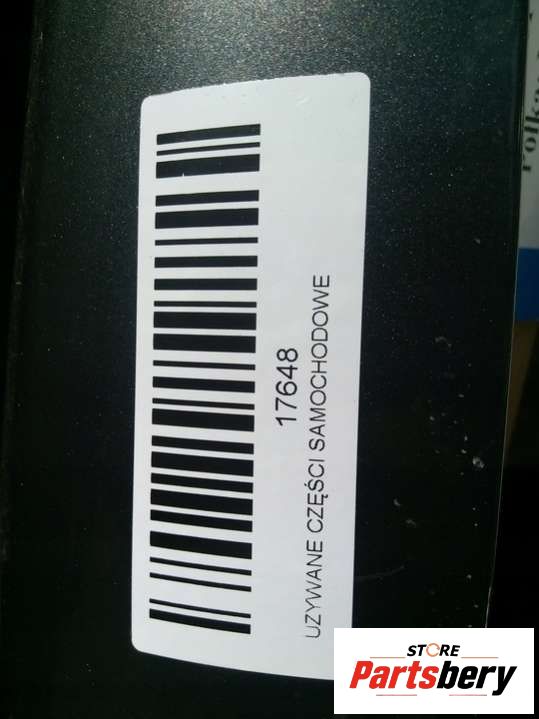 17648
UZYWANE CZĘŚCI SAMOCHODOWE
STORE
Partsbery